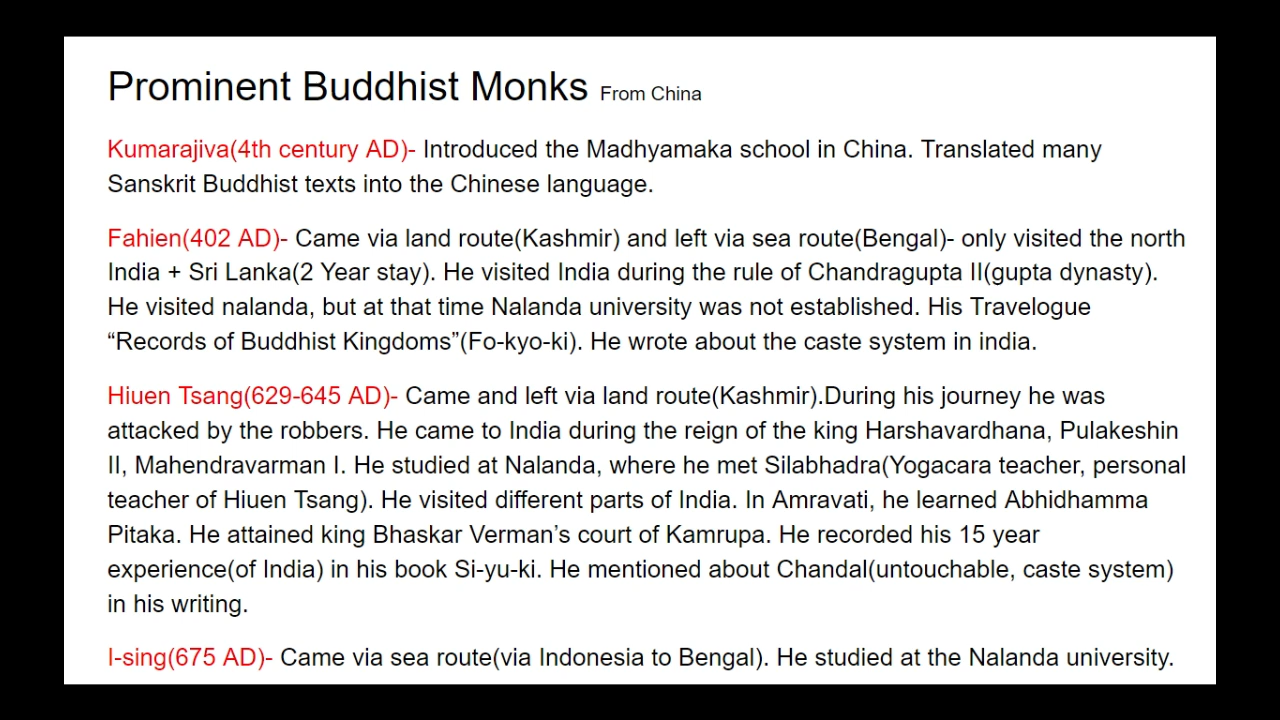 Prominent Buddhist Monks From China
Kumarajiva(4th century AD)- Introduced the Madhyamaka school in China. Translated many
Sanskrit Buddhist texts into the Chinese language.
Fahien(402 AD)- Came via land route(Kashmir) and left via sea route(Bengal)- only visited the north
India + Sri Lanka(2 Year stay). He visited India during the rule of Chandragupta II(gupta dynasty).
He visited nalanda, but at that time Nalanda university was not established. His Travelogue
“Records of Buddhist Kingdoms”(Fo-kyo-ki). He wrote about the caste system in india.
Hiuen Tsang(629-645 AD)- Came and left via land route(Kashmir).During his journey he was
attacked by the robbers. He came to India during the reign of the king Harshavardhana, Pulakeshin
II, Mahendravarman I. He studied at Nalanda, where he met Silabhadra(Yogacara teacher, personal
teacher of Hiuen Tsang). He visited different parts of India. In Amravati, he learned Abhidhamma
Pitaka. He attained king Bhaskar Verman’s court of Kamrupa. He recorded his 15 year
experience(of India) in his book Si-yu-ki. He mentioned about Chandal(untouchable, caste system)
in his writing.
I-sing(675 AD)- Came via sea route(via Indonesia to Bengal). He studied at the Nalanda university.